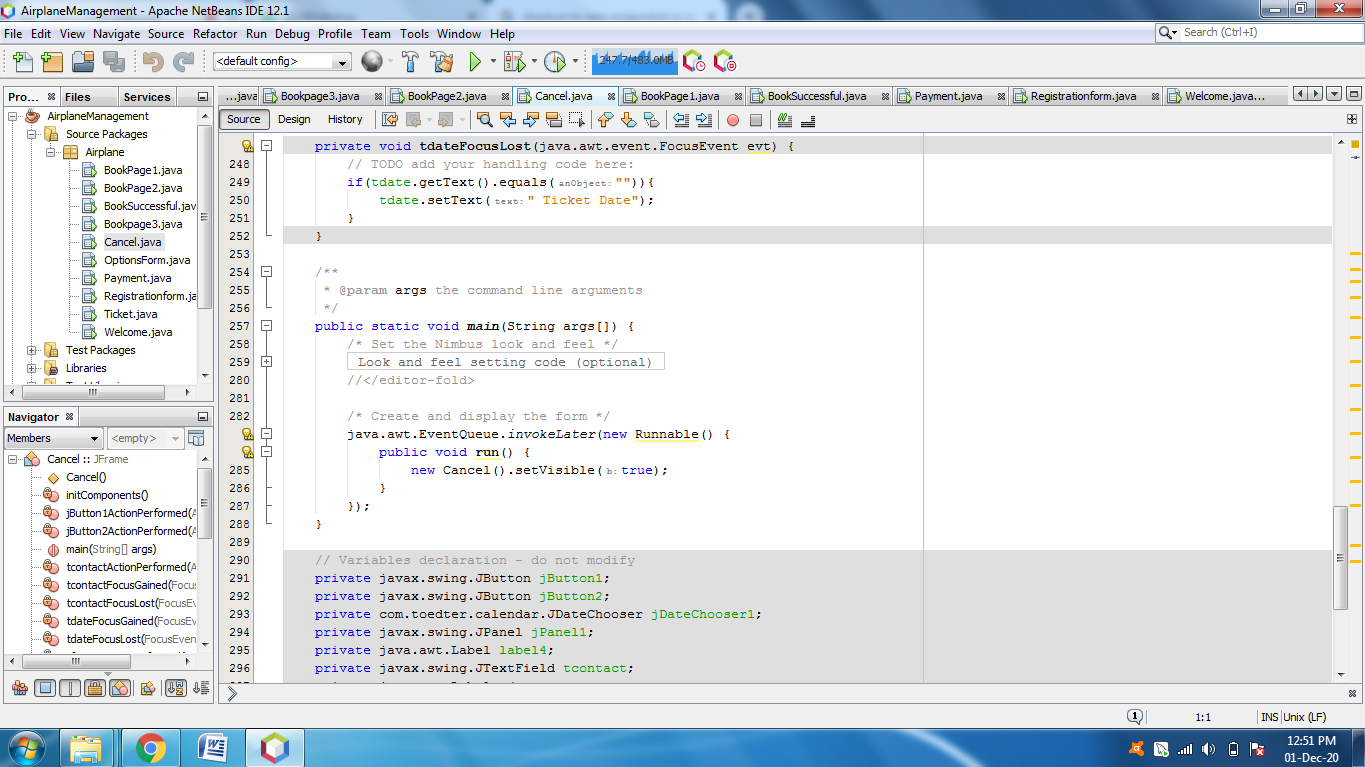 AirplaneManagement - Apache NetBeans IDE 12.1
File Edit View Navigate Source Refactor Run Debug Profile Team Tools Window Help
Search (Ctrl+I)
<default config>
247.7/483.0MB
Pro... Files Services
...java Bookpage3.java BookPage2.java Cancel.java BookPage1.java BookSuccessful.java Payment.java Registrationform.java Welcome.java...
Source Design History
AirplaneManagement
Source Packages
Airplane
BookPage1.java
BookPage2.java
BookSuccessful.jav
Bookpage3.java
Cancel.java
OptionsForm.java
Payment.java
Registrationform.ja
Ticket.java
Welcome.java
Test Packages
Libraries
Navigator
Members <empty>
Cancel :: JFrame
Cancel()
initComponents()
jButton1ActionPerformed(A
jButton2ActionPerformed(A
main(String[] args)
tcontactActionPerformed(A
tcontactFocusGained(Focus
tcontactFocusLost(FocusEv
tdateFocusGained(FocusE
tdateFocusLost(FocusEven
private void tdateFocusLost(java.awt.event.FocusEvent evt) {
248 // TODO add your handling code here:
249 if(tdate.getText().equals(anObject: "")){
250 tdate.setText(text: " Ticket Date");
251 }
252 }
253
254 /**
255 * @param args the command line arguments
256 */
257 public static void main(String args[]) {
258 /* Set the Nimbus look and feel */
259 Look and feel setting code (optional)
280 //</editor-fold>
281
282 /* Create and display the form */
java.awt.EventQueue.invokeLater(new Runnable() {
public void run() {
285 new Cancel().setVisible(b: true);
286 }
287 });
288 }
289
290 // Variables declaration - do not modify
291 private javax.swing.JButton jButton1;
292 private javax.swing.JButton jButton2;
293 private com.toedter.calendar.JDateChooser jDateChooser1;
294 private javax.swing.JPanel jPanel1;
295 private java.awt.Label label4;
296 private javax.swing.JTextField tcontact;
1
1:1
INS Unix (LF)
12:51 PM
01-Dec-20